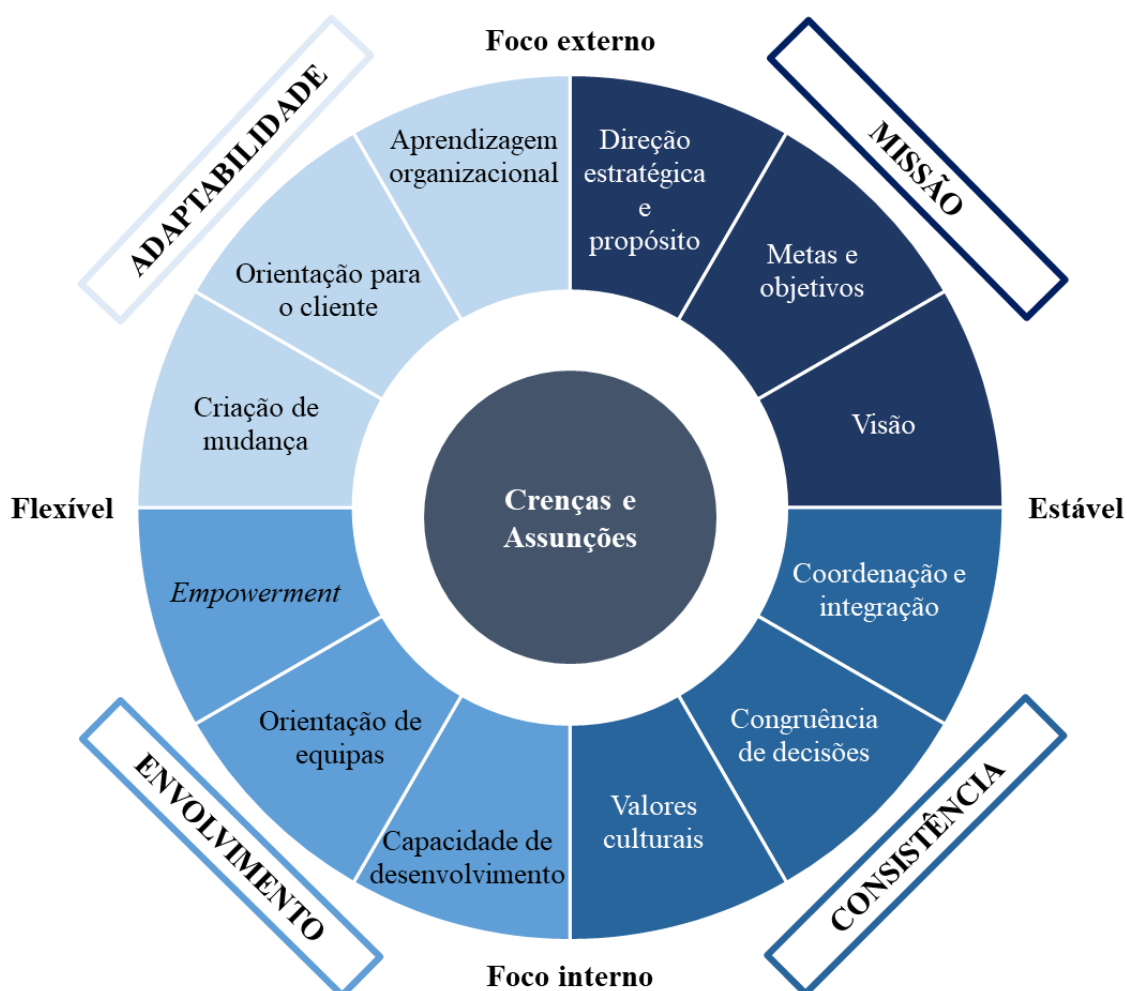 Foco externo
ADAPTABILIDADE
MISSÃO
Aprendizagem
organizacional
Direção
estratégica
e
propósito
Orientação para
o cliente
Metas e
objetivos
Criação de
mudança
Visão
Flexível
Crenças e
Assunções
Estável
Empowerment
Coordenação e
integração
Orientação de
equipas
Congruência
de decisões
Capacidade de
desenvolvimento
Valores
culturais
ENVOLVIMENTO
CONSISTÊNCIA
Foco interno